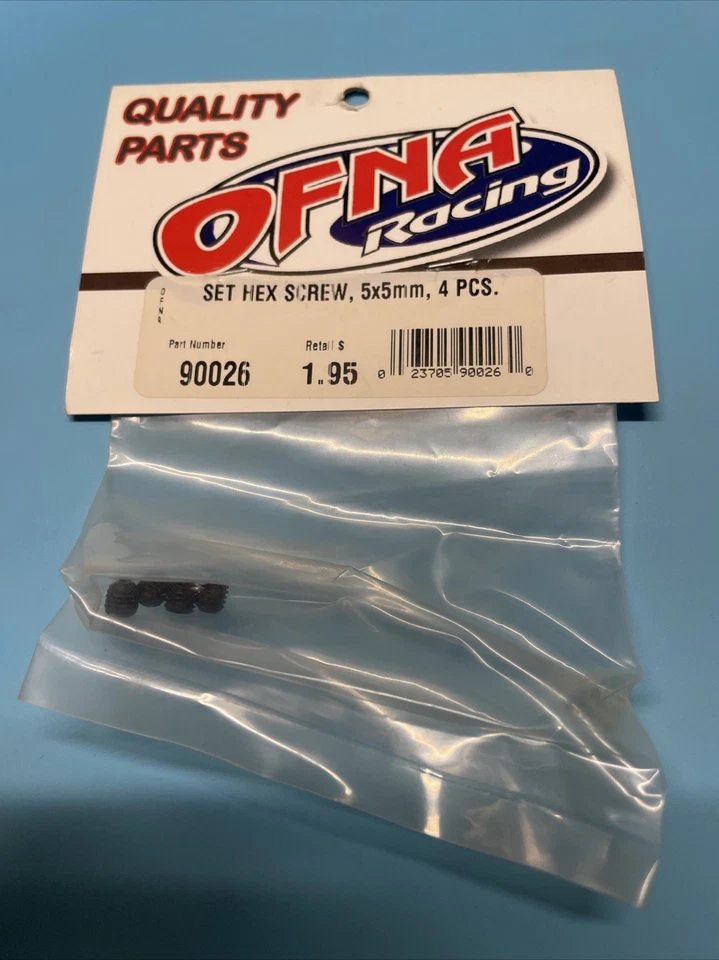 QUALITY
PARTS
OFNA
Racing
OFNA
SET HEX SCREW, 5x5mm, 4 PCS.
Part Number
Retail $
90026
1.95
0 23705 90026 0